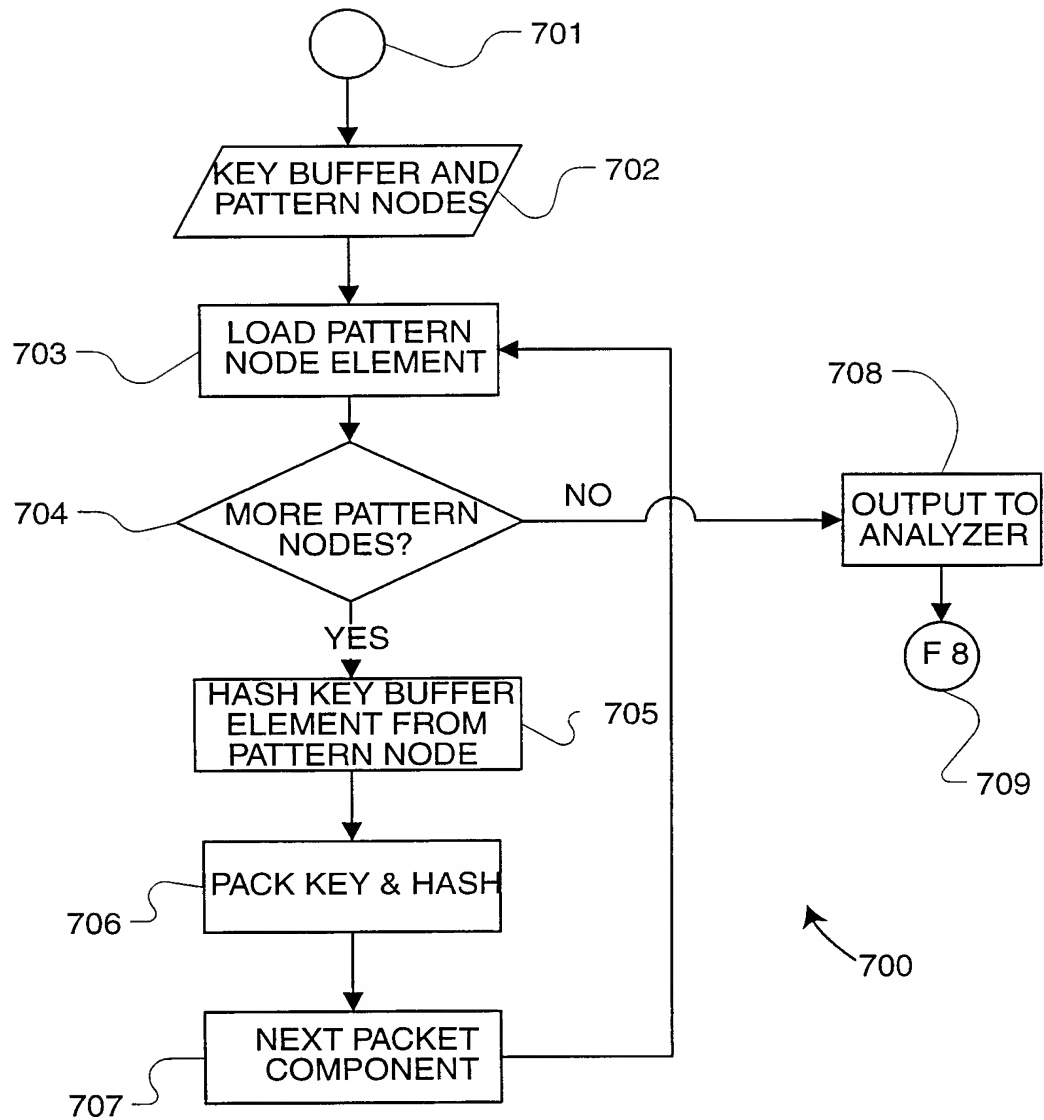 701
KEY BUFFER AND
PATTERN NODES
702
LOAD PATTERN
NODE ELEMENT
703
708
MORE PATTERN
NODES?
704
NO
OUTPUT TO
ANALYZER
YES
F 8
HASH KEY BUFFER
ELEMENT FROM
PATTERN NODE
705
709
PACK KEY & HASH
706
700
NEXT PACKET
COMPONENT
707